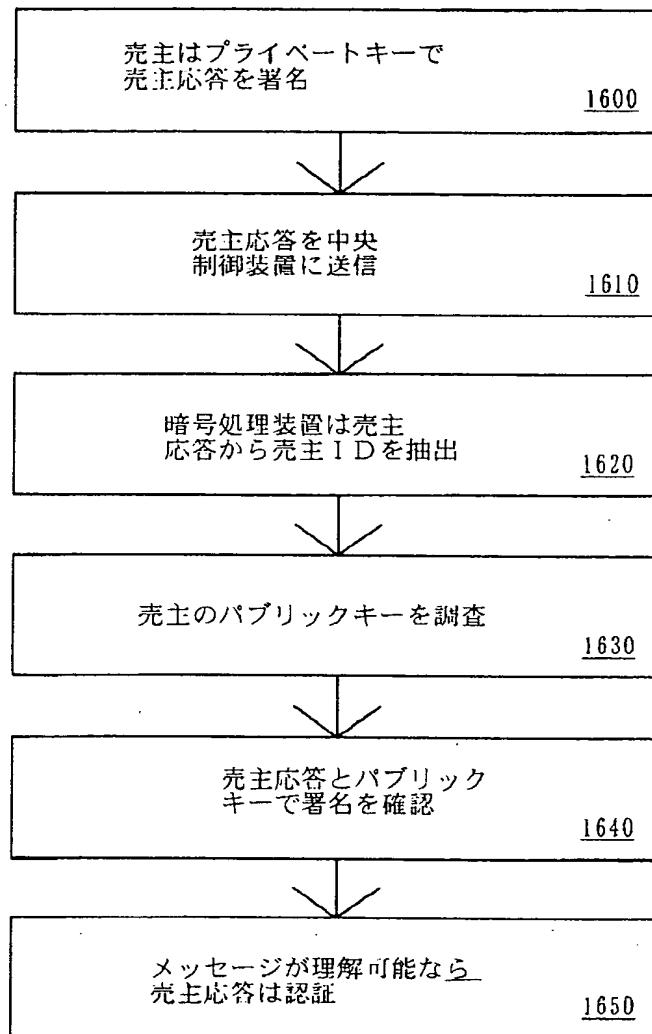 売主はプライベートキーで
売主応答を署名
1600
売主応答を中央
制御装置に送信
1610
暗号処理装置は売主
応答から売主ＩＤを抽出
1620
売主のパブリックキーを調査
1630
売主応答とパブリック
キーで署名を確認
1640
メッセージが理解可能なら
売主応答は認証
1650